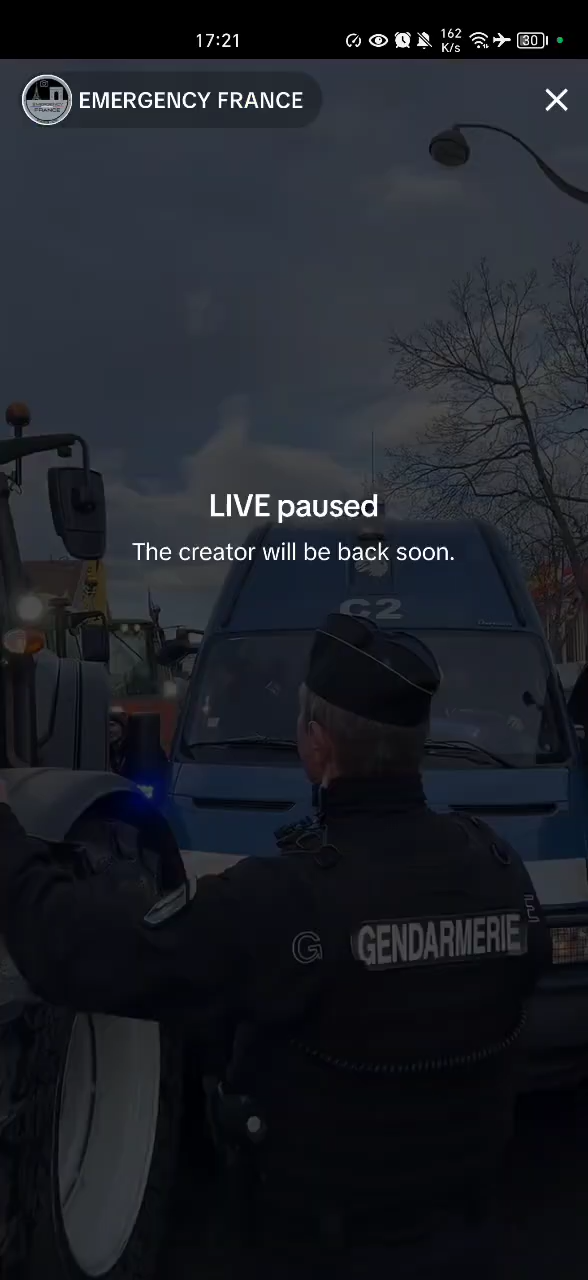 17:21
162
K/s
30
EMERGENCY FRANCE
LIVE paused
The creator will be back soon.
C2
G
GENDARMERIE
E